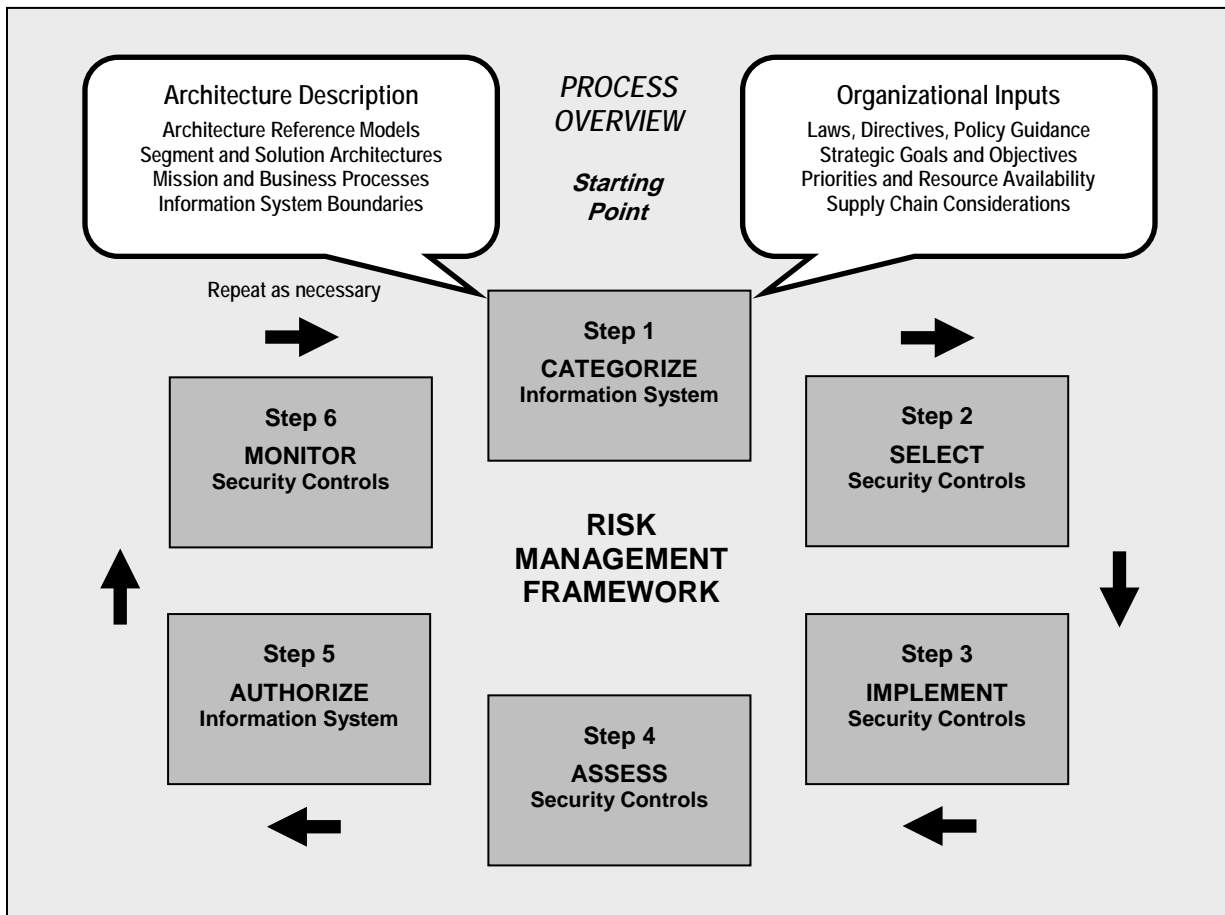 Architecture Description
Architecture Reference Models
Segment and Solution Architectures
Mission and Business Processes
Information System Boundaries
PROCESS
OVERVIEW
Starting
Point
Organizational Inputs
Laws, Directives, Policy Guidance
Strategic Goals and Objectives
Priorities and Resource Availability
Supply Chain Considerations
Repeat as necessary
Step 1
CATEGORIZE
Information System
Step 2
SELECT
Security Controls
Step 3
IMPLEMENT
Security Controls
Step 4
ASSESS
Security Controls
Step 5
AUTHORIZE
Information System
Step 6
MONITOR
Security Controls
RISK
MANAGEMENT
FRAMEWORK